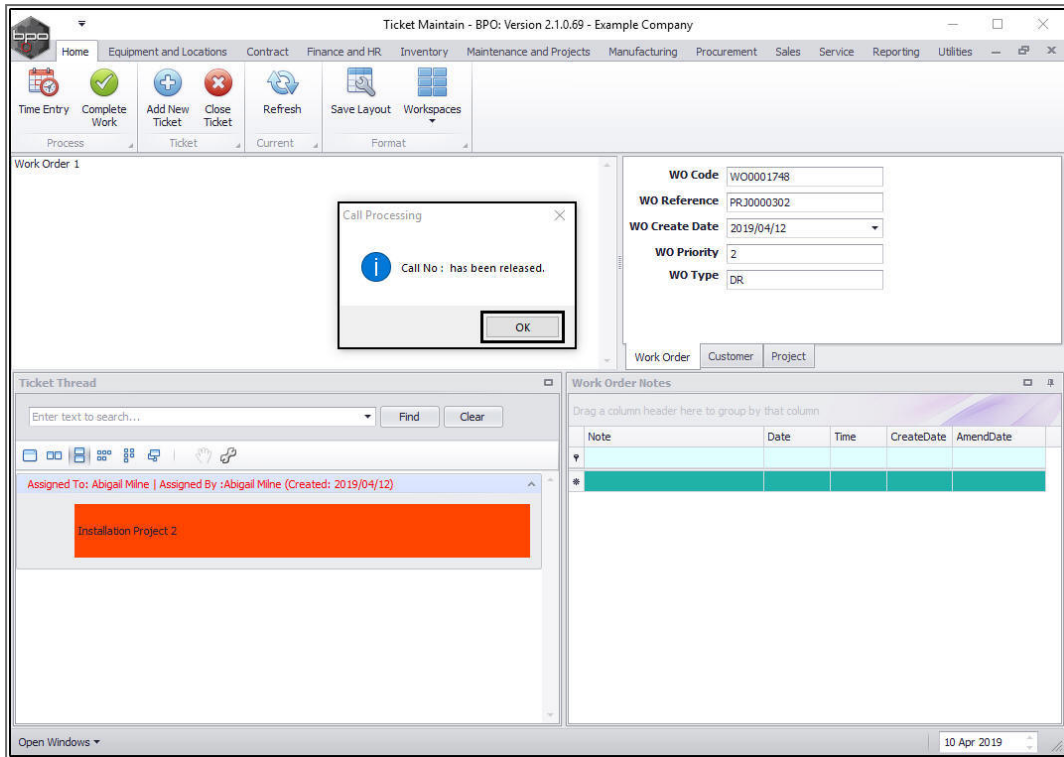 Ticket Maintain - BPO: Version 2.1.0.69 - Example Company
bpo
Home Equipment and Locations Contract Finance and HR Inventory Maintenance and Projects Manufacturing Procurement Sales Service Reporting Utilities
Time Entry Complete Work Add New Ticket Close Ticket Refresh Save Layout Workspaces
Process Ticket Current Format
Work Order 1
Call Processing
Call No : has been released.
OK
WO Code WO0001748
WO Reference PRJ0000302
WO Create Date 2019/04/12
WO Priority 2
WO Type DR
Work Order Customer Project
Ticket Thread
Enter text to search... Find Clear
Assigned To: Abigail Milne | Assigned By :Abigail Milne (Created: 2019/04/12)
Installation Project 2
Work Order Notes
Drag a column header here to group by that column
Note Date Time CreateDate AmendDate
Open Windows
10 Apr 2019